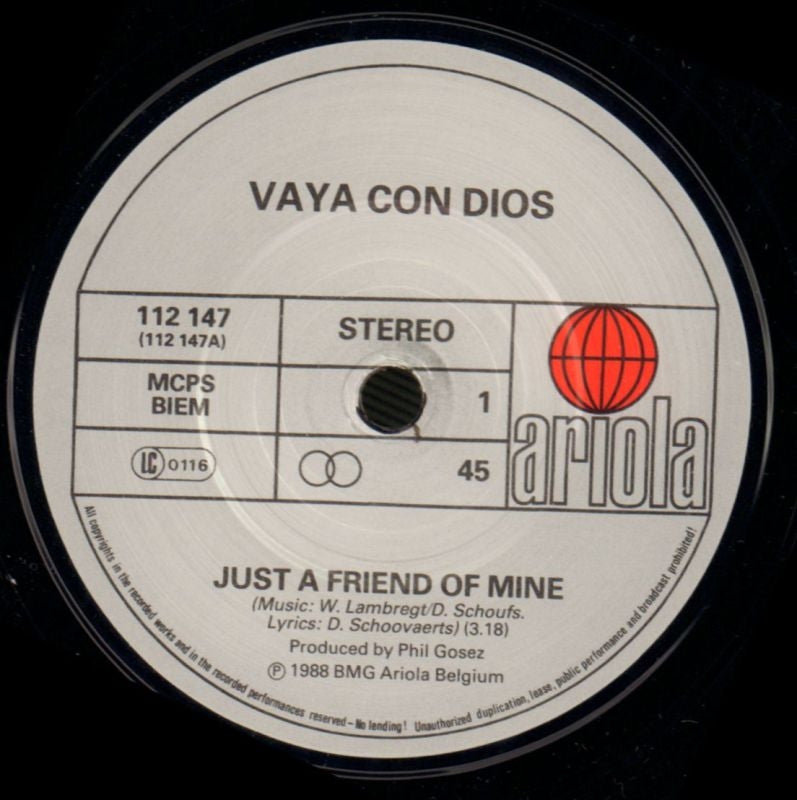 VAYA CON DIOS
112 147
(112 147A)
STEREO
MCPS
BIEM
1
LC 0116
45
ariola
JUST A FRIEND OF MINE
(Music: W. Lambregt/D. Schoufs.
Lyrics: D. Schoovaerts) (3.18)
Produced by Phil Gosez
Ⓟ 1988 BMG Ariola Belgium
All copyrights in the recorded works and in the recorded performances reserved – No lending! Unauthorized duplication, lease, public performance and broadcast prohibited!